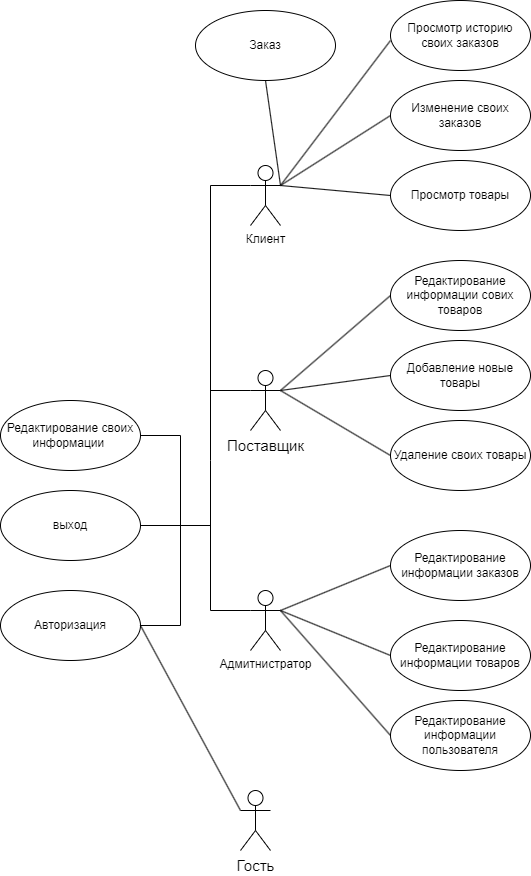 Заказ
Просмотр историю
своих заказов
Изменение своих
заказов
Просмотр товары
Клиент
Редактирование
информации сових
товаров
Добавление новые
товары
Удаление своих товары
Поставщик
Редактирование своих
информации
выход
Авторизация
Редактирование
информации заказов
Редактирование
информации товаров
Редактирование
информации
пользователя
Адмитнистратор
Гость